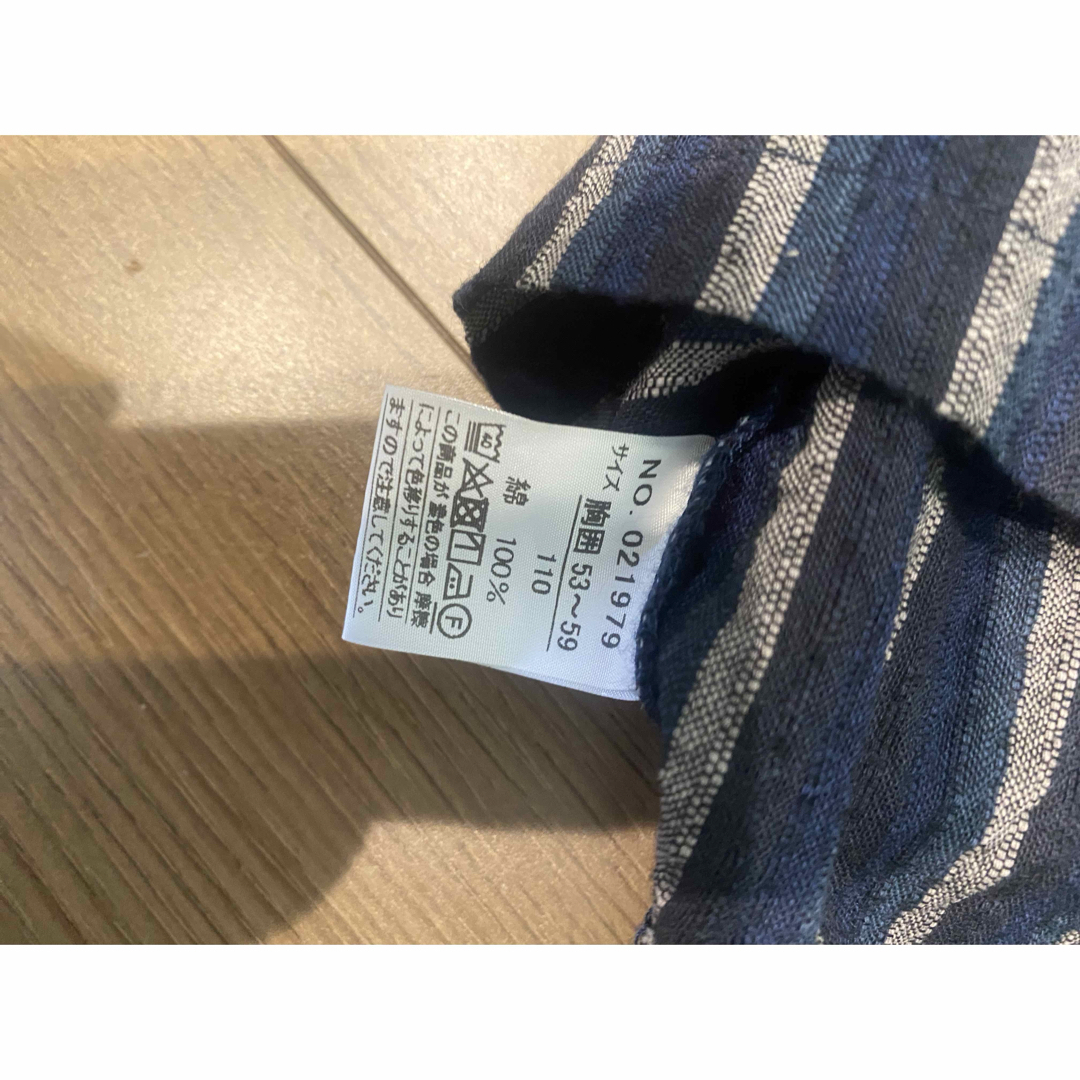 NO. 021979
サイズ 胸囲 53〜59
110
綿 100%
40 F
この商品が 濃色の場合 摩擦
によって色移りすることがあり
ますので注意してください。